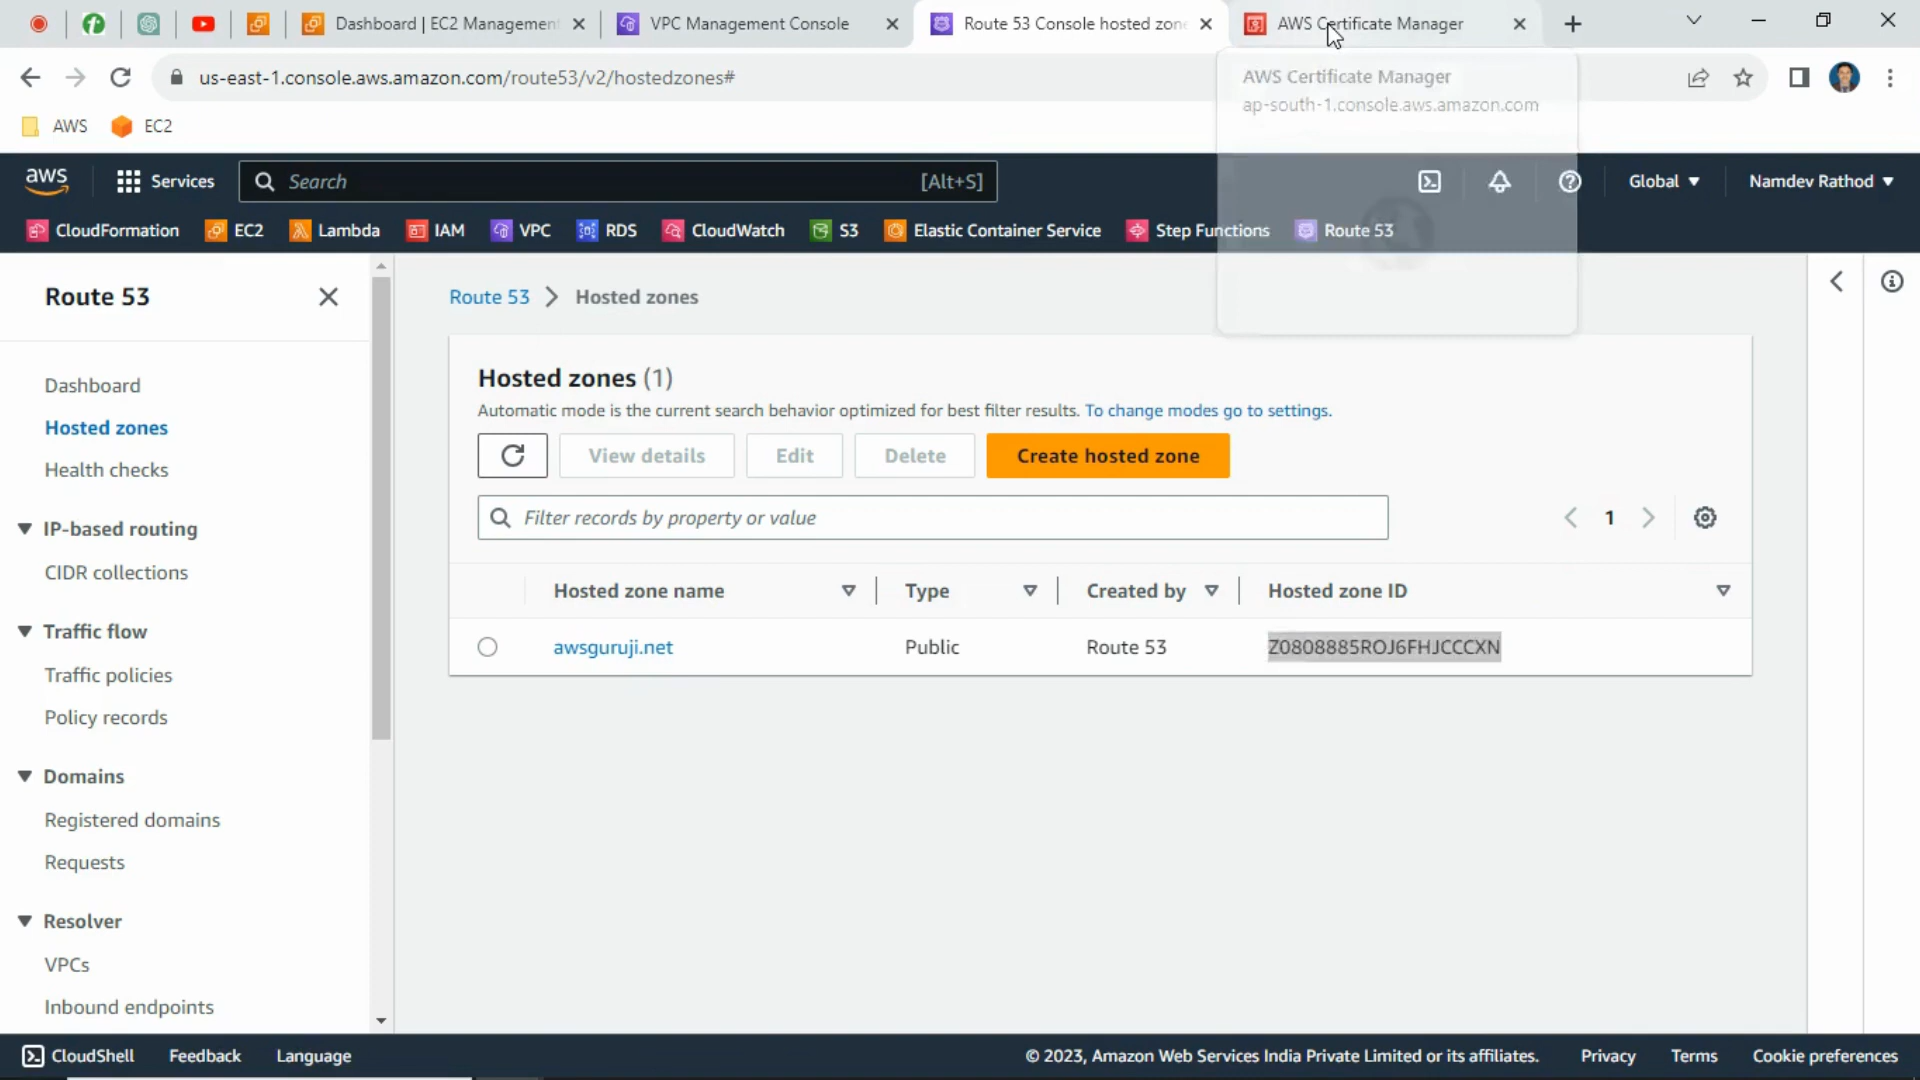 Dashboard | EC2 Management
VPC Management Console
Route 53 Console hosted zone
AWS Certificate Manager
us-east-1.console.aws.amazon.com/route53/v2/hostedzones#
AWS Certificate Manager
ap-south-1.console.aws.amazon.com
AWS
EC2
aws
Services
Search
[Alt+S]
Global
Namdev Rathod
CloudFormation
EC2
Lambda
IAM
VPC
RDS
CloudWatch
S3
Elastic Container Service
Step Functions
Route 53
Route 53
Dashboard
Hosted zones
Health checks
IP-based routing
CIDR collections
Traffic flow
Traffic policies
Policy records
Domains
Registered domains
Requests
Resolver
VPCs
Inbound endpoints
Route 53 > Hosted zones
Hosted zones (1)
Automatic mode is the current search behavior optimized for best filter results. To change modes go to settings.
View details
Edit
Delete
Create hosted zone
Filter records by property or value
1
Hosted zone name
Type
Created by
Hosted zone ID
awsguruji.net
Public
Route 53
Z0808885ROJ6FHJCCCXN
CloudShell
Feedback
Language
© 2023, Amazon Web Services India Private Limited or its affiliates.
Privacy
Terms
Cookie preferences